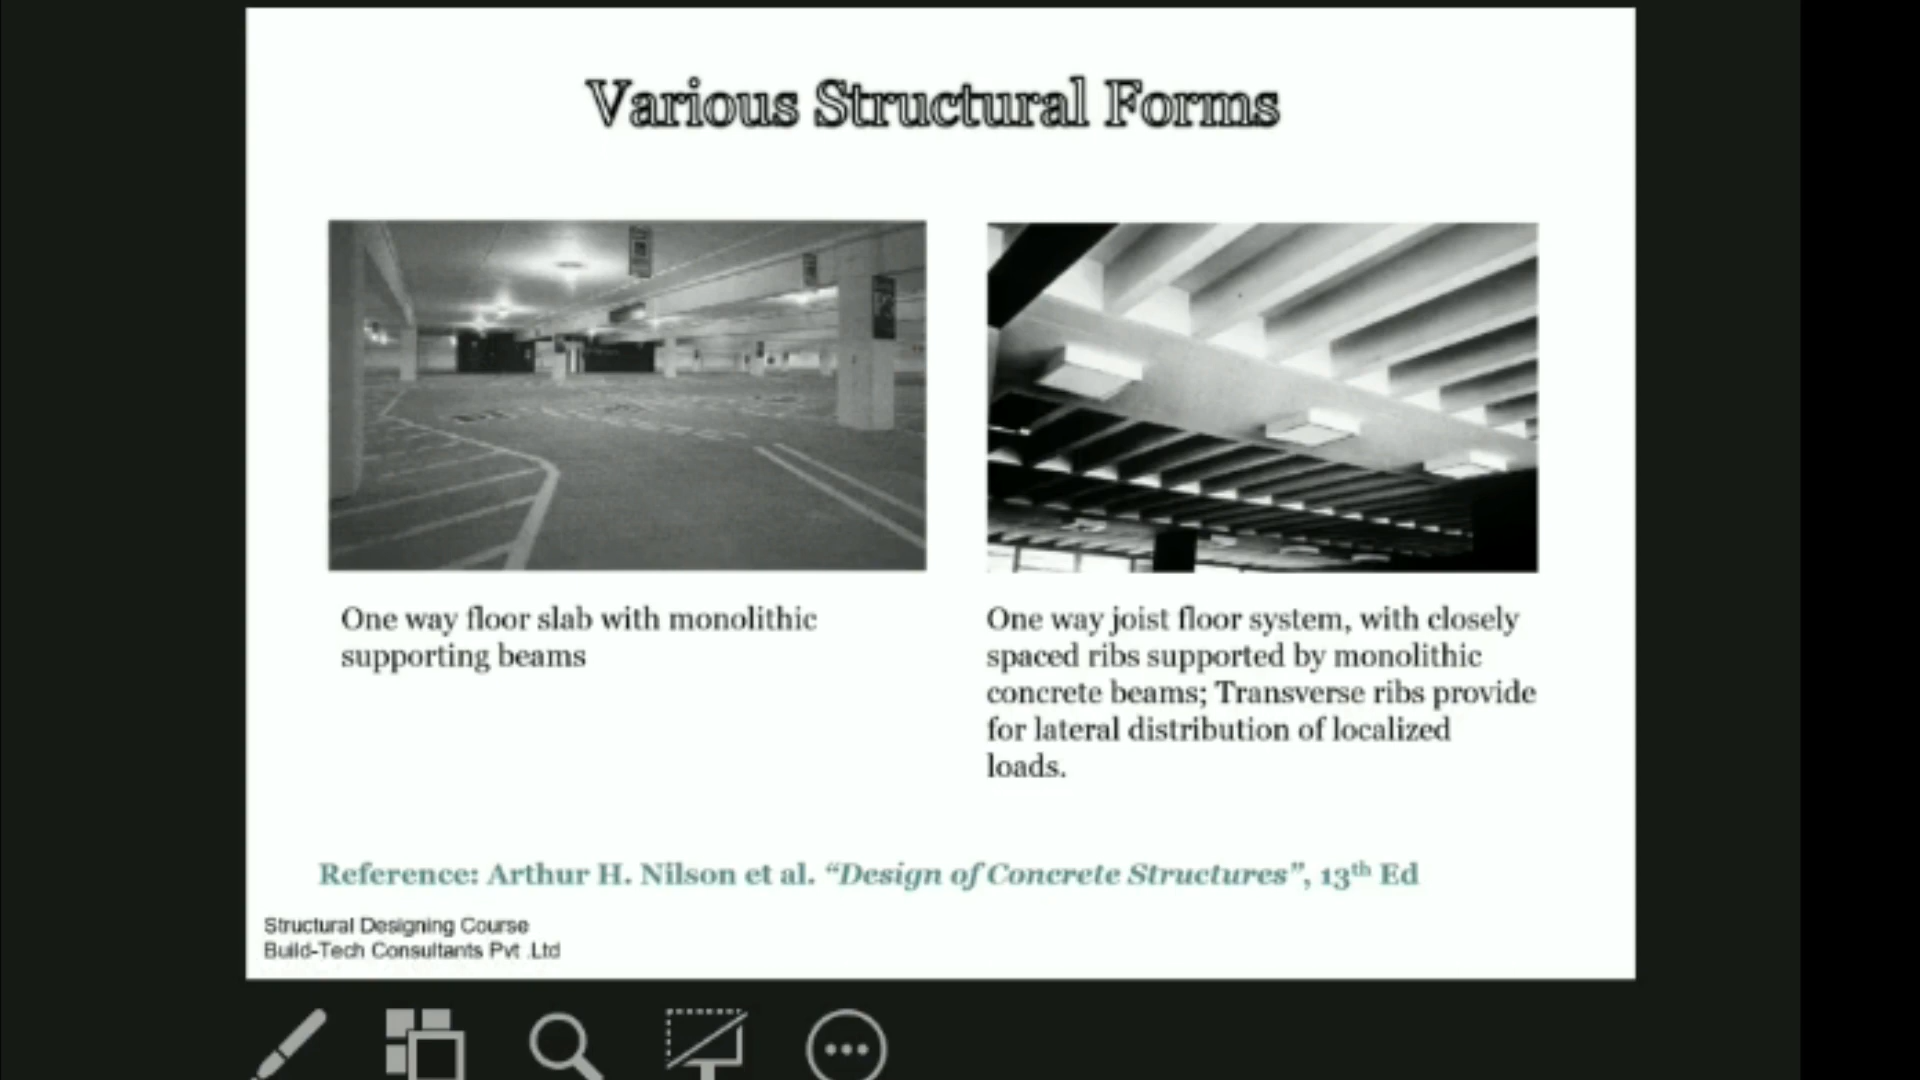 Various Structural Forms
One way floor slab with monolithic
supporting beams
One way joist floor system, with closely
spaced ribs supported by monolithic
concrete beams; Transverse ribs provide
for lateral distribution of localized
loads.
Reference: Arthur H. Nilson et al. “Design of Concrete Structures”, 13th Ed
Structural Designing Course
Build-Tech Consultants Pvt .Ltd